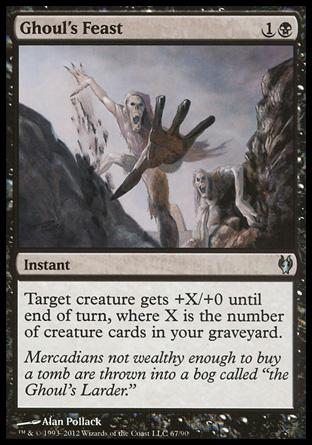 Ghoul's Feast 1
Instant
Target creature gets +X/+0 until
end of turn, where X is the number
of creature cards in your graveyard.
Mercadians not wealthy enough to buy
a tomb are thrown into a bog called “the
Ghoul's Larder.”
Alan Pollack
™ & © 1993–2012 Wizards of the Coast LLC 67/90